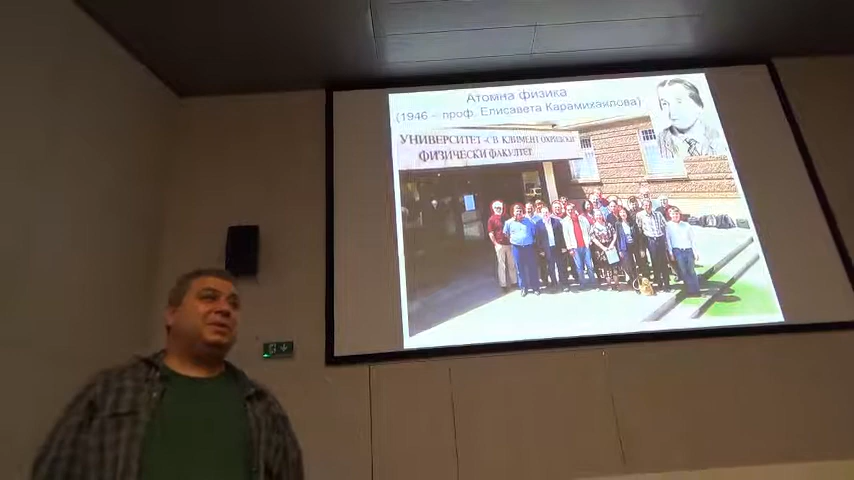 Атомна физика
(1946 – проф. Елисавета Карамихайлова)
УНИВЕРСИТЕТ „СВ. КЛИМЕНТ ОХРИДСКИ"
ФИЗИЧЕСКИ ФАКУЛТЕТ